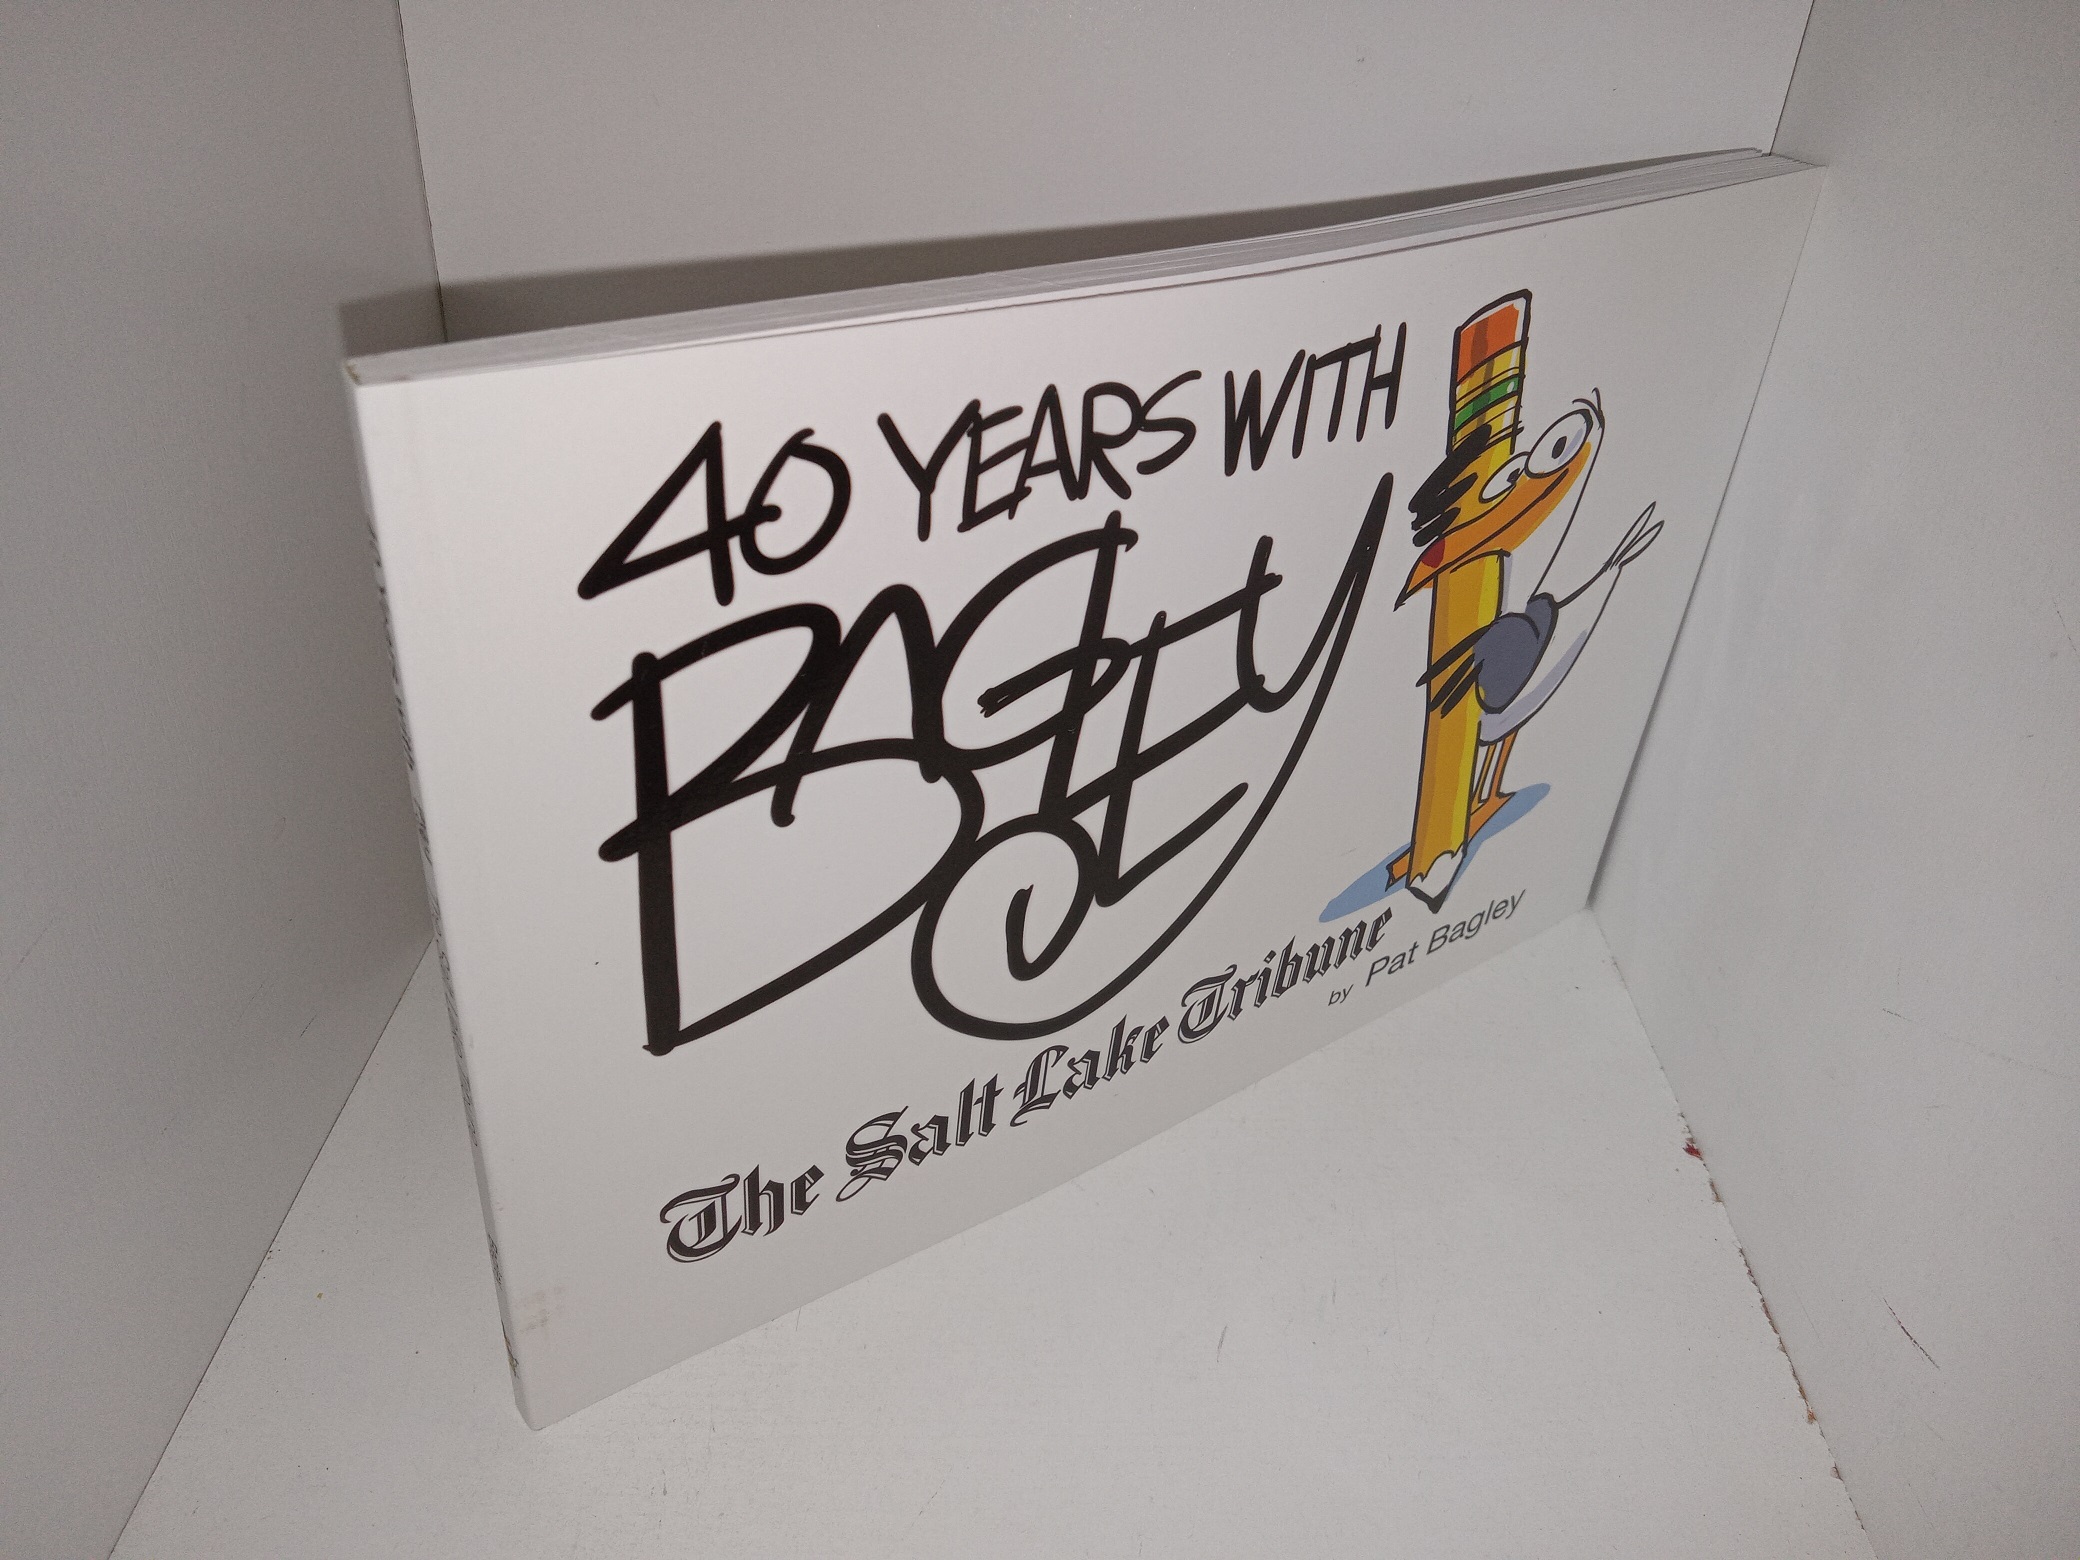 40 YEARS WITH
BAGLEY
The Salt Lake Tribune
by Pat Bagley